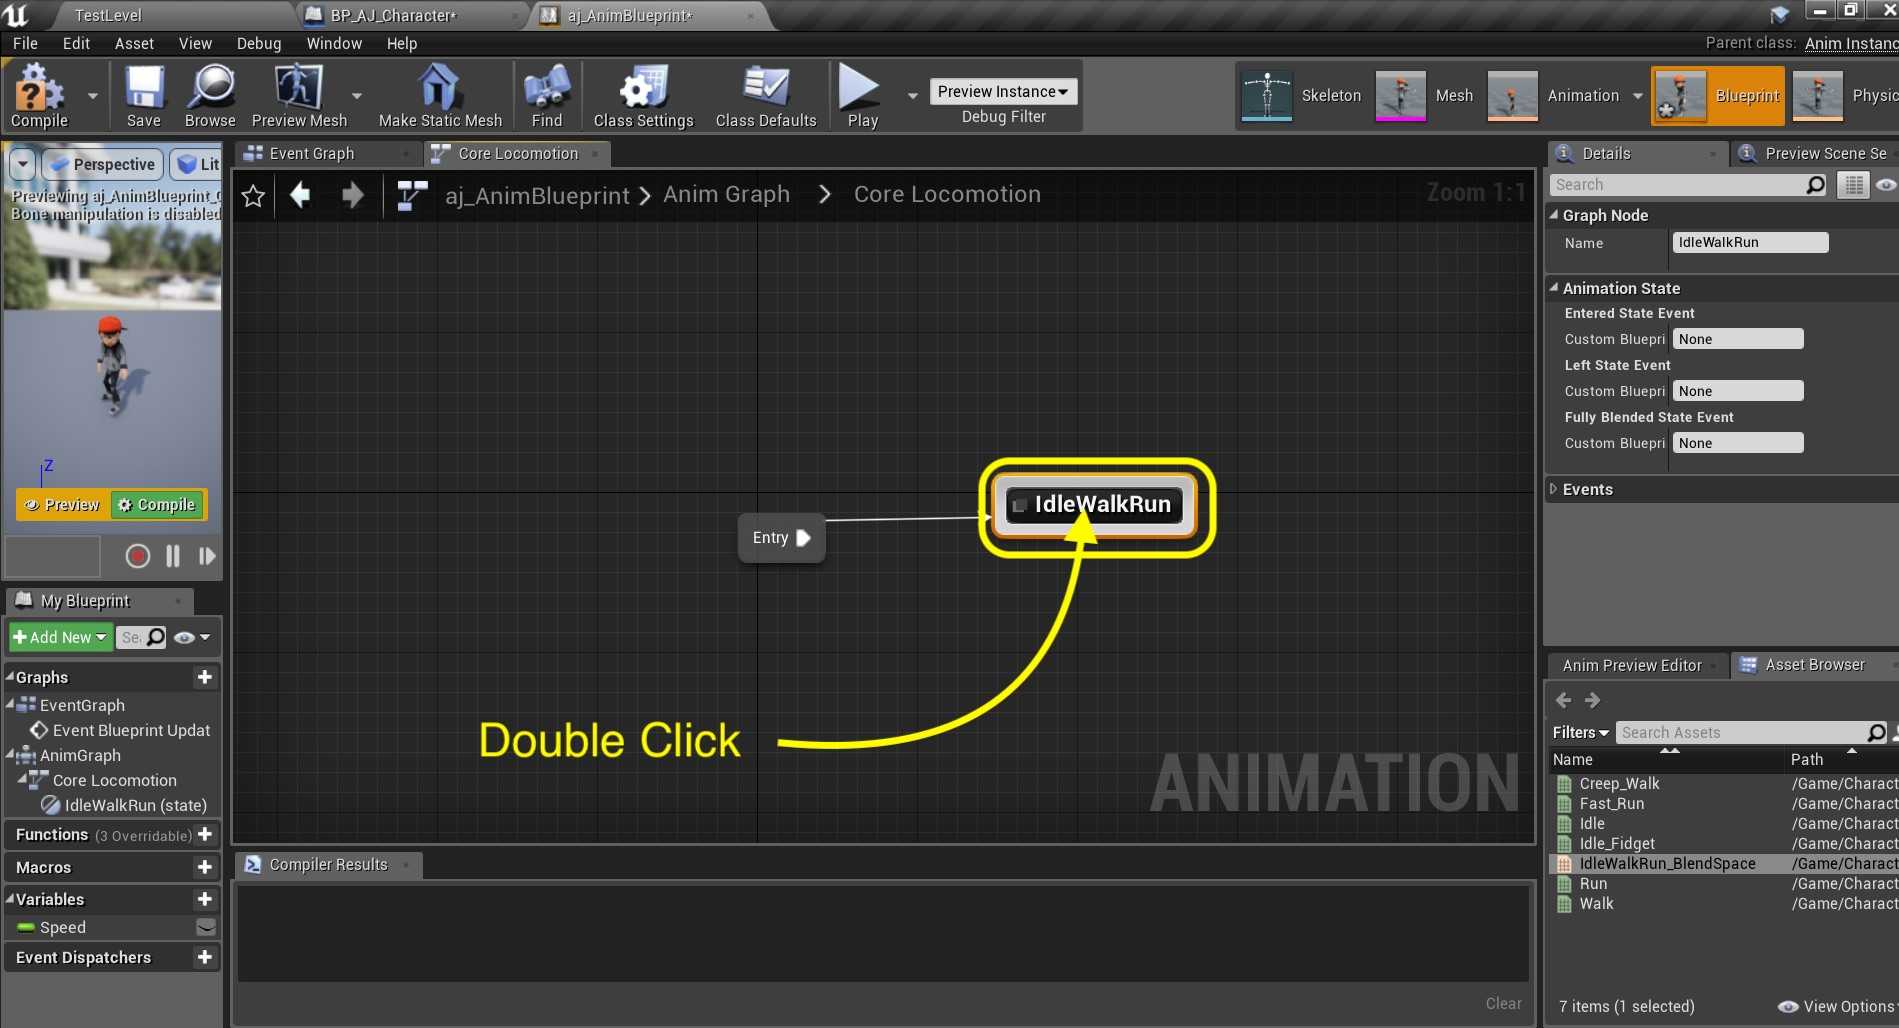 TestLevel
BP_AJ_Character*
aj_AnimBlueprint*
File Edit Asset View Debug Window Help
Parent class: Anim Instanc
Compile
Save
Browse
Preview Mesh
Make Static Mesh
Find
Class Settings
Class Defaults
Play
Preview Instance
Debug Filter
Skeleton
Mesh
Animation
Blueprint
Physic
Perspective
Lit
Previewing aj_AnimBlueprint_C
Bone manipulation is disabled
Z
Preview
Compile
Event Graph
Core Locomotion
aj_AnimBlueprint > Anim Graph > Core Locomotion
Zoom 1:1
Entry
IdleWalkRun
Double Click
ANIMATION
My Blueprint
Add New
Sea
Graphs
EventGraph
Event Blueprint Updat
AnimGraph
Core Locomotion
IdleWalkRun (state)
Functions (3 Overridable)
Macros
Variables
Speed
Event Dispatchers
Compiler Results
Clear
Details
Preview Scene Se
Search
Graph Node
Name IdleWalkRun
Animation State
Entered State Event
Custom Bluepri None
Left State Event
Custom Bluepri None
Fully Blended State Event
Custom Bluepri None
Events
Anim Preview Editor
Asset Browser
Filters
Search Assets
Name Path
Creep_Walk /Game/Charact
Fast_Run /Game/Charact
Idle /Game/Charact
Idle_Fidget /Game/Charact
IdleWalkRun_BlendSpace /Game/Charact
Run /Game/Charact
Walk /Game/Charact
7 items (1 selected)
View Options